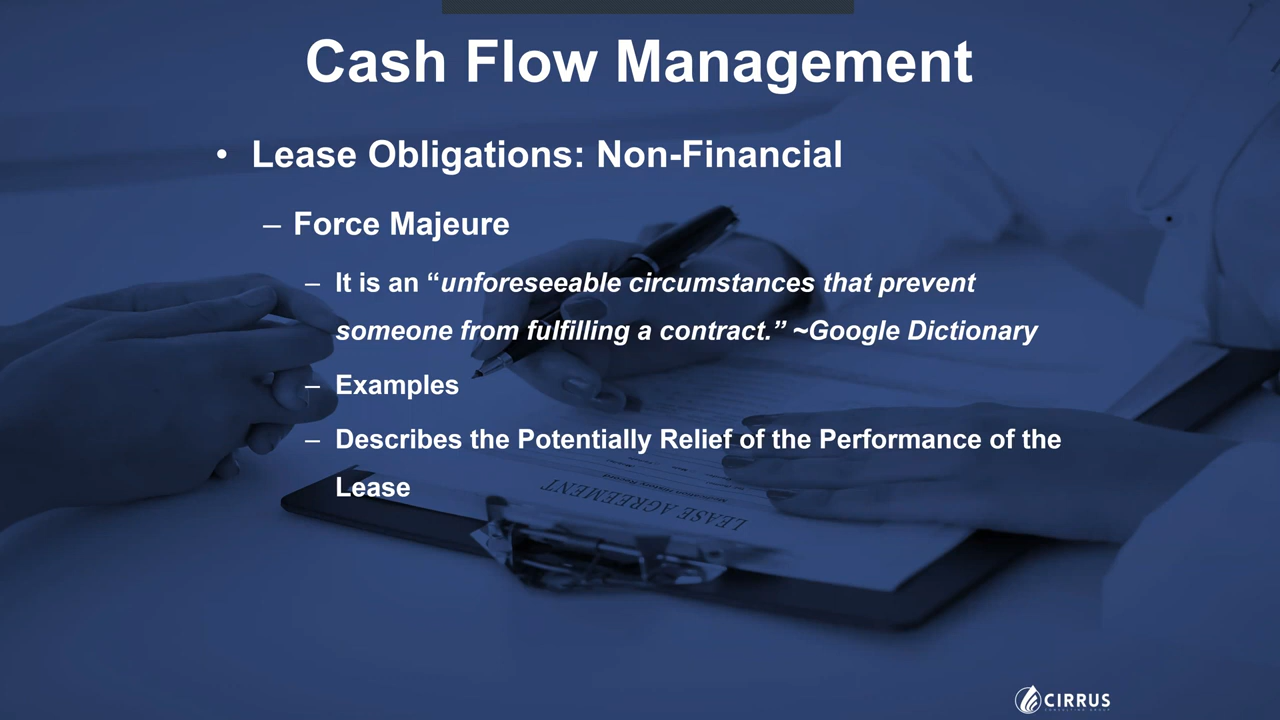 Cash Flow Management
• Lease Obligations: Non-Financial
– Force Majeure
– It is an “unforeseeable circumstances that prevent
someone from fulfilling a contract.” ~Google Dictionary
– Examples
– Describes the Potentially Relief of the Performance of the
Lease
LEASE AGREEMENT
CIRRUS